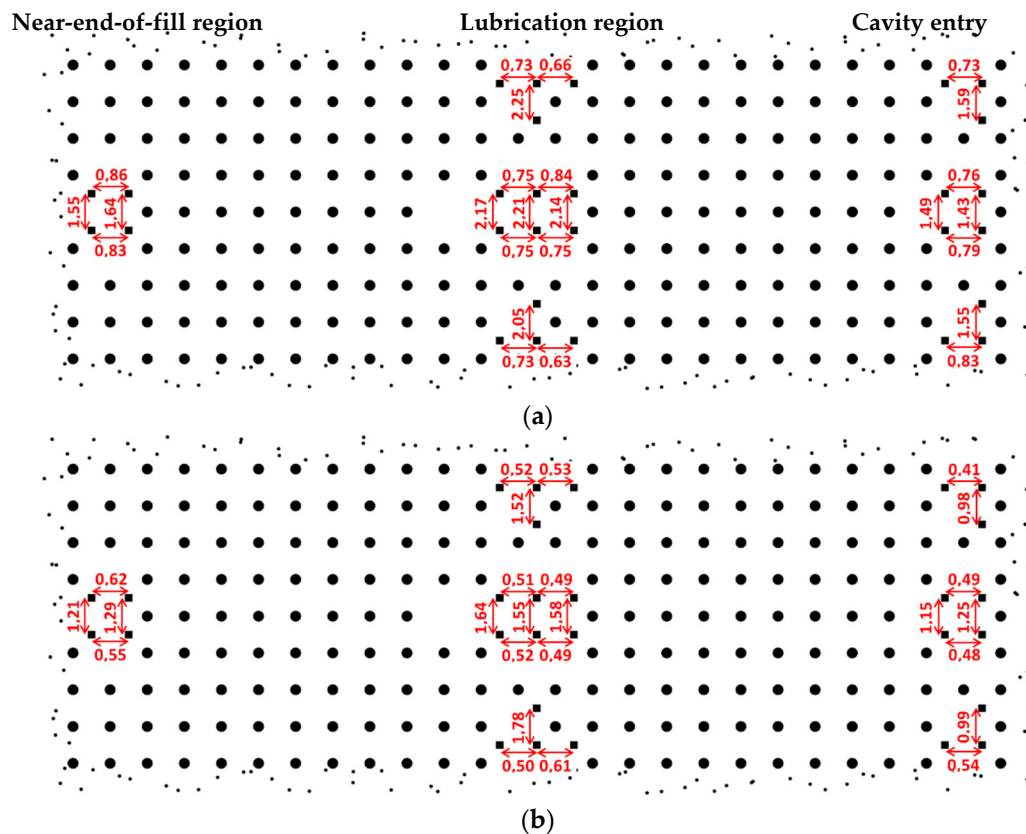 Near-end-of-fill region Lubrication region Cavity entry
0,73 0,66 0,73
2,25 1,59
0,86 0,75 0,84 0,76
1,55 1,64 2,17 2,21 2,14 1,49 1,43
0,83 0,75 0,75 0,79
2,05 1,55
0,73 0,63 0,83
(a)
0,52 0,53 0,41
1,52 0,98
0,62 0,51 0,49 0,49
1,21 1,29 1,64 1,55 1,58 1,15 1,25
0,55 0,52 0,49 0,48
1,78 0,99
0,50 0,61 0,54
(b)